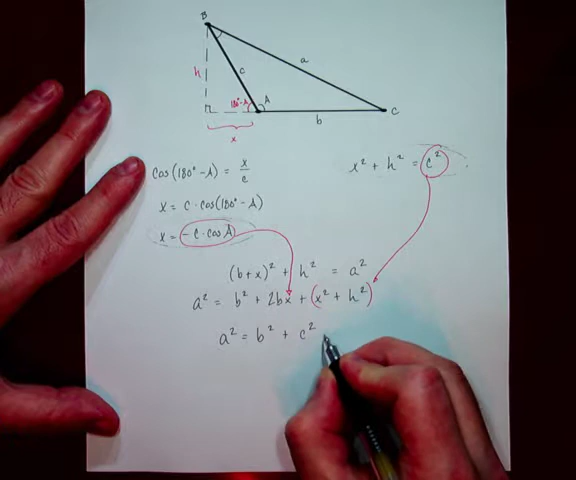 B
h
c
a
180°-A
A
b
C
x
cos(180° - A) = x/c
x² + h² = c²
x = c · cos(180° - A)
x = -c · cos A
(b+x)² + h² = a²
a² = b² + 2bx + (x² + h²)
a² = b² + c²